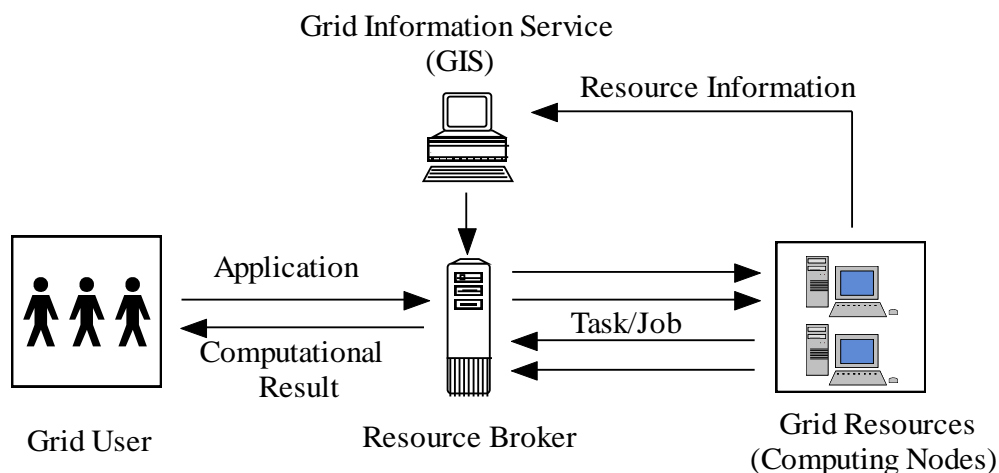 Grid Information Service
(GIS)
Resource Information
Application
Computational
Result
Task/Job
Grid User
Resource Broker
Grid Resources
(Computing Nodes)